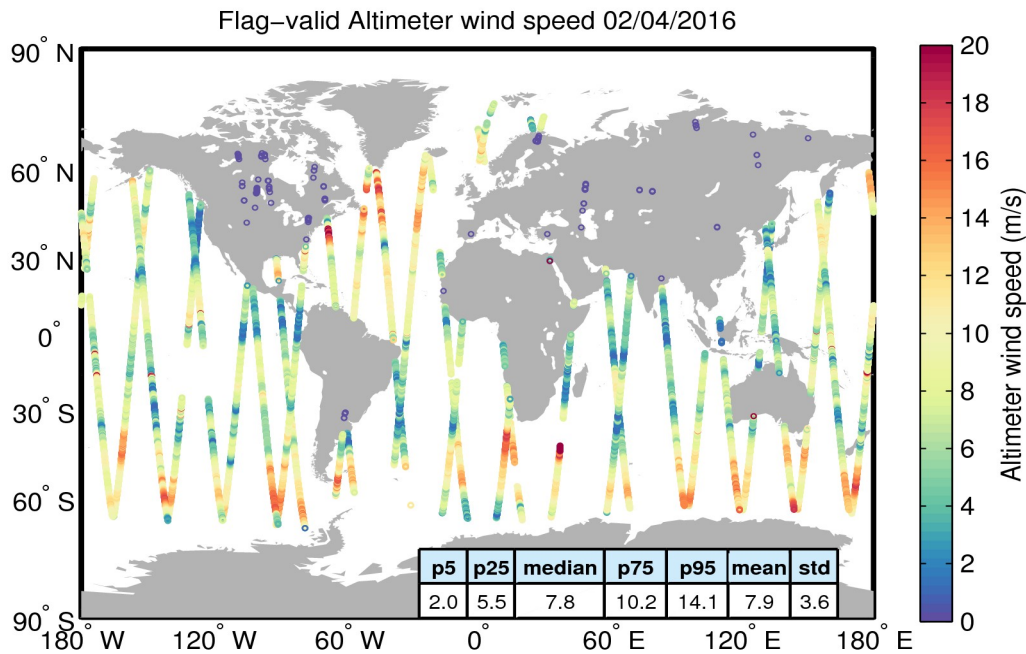 Flag−valid Altimeter wind speed 02/04/2016
90° N
60° N
30° N
0°
30° S
60° S
90° S
180° W
120° W
60° W
0°
60° E
120° E
180° E
p5 p25 median p75 p95 mean std
2.0 5.5 7.8 10.2 14.1 7.9 3.6
20
18
16
14
12
10
8
6
4
2
0
Altimeter wind speed (m/s)